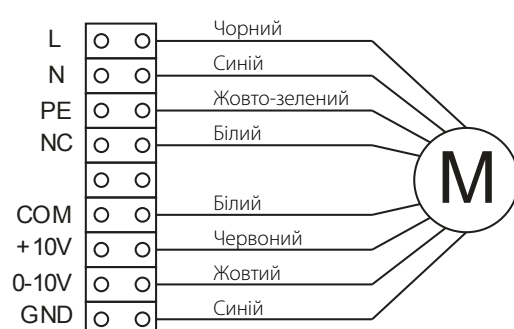 L Чорний
N Синій
PE Жовто-зелений
NC Білий
M
COM Білий
+10V Червоний
0-10V Жовтий
GND Синій